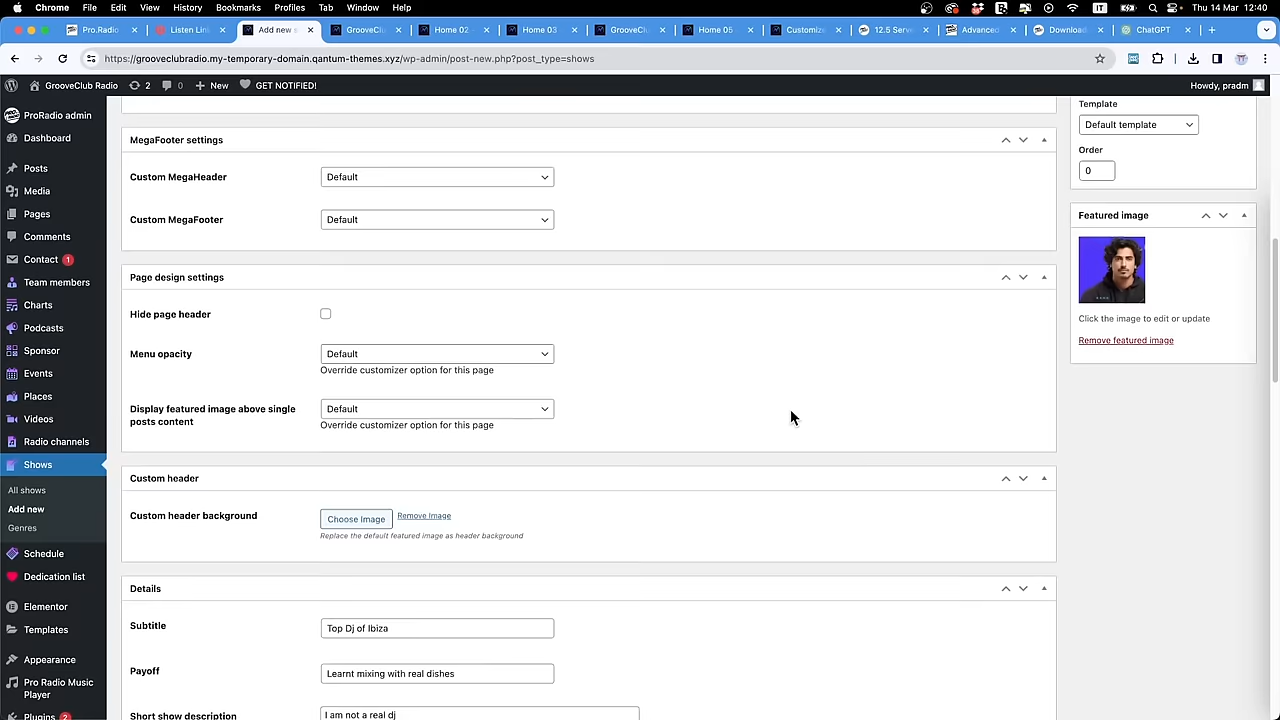 Chrome File Edit View History Bookmarks Profiles Tab Window Help IT Thu 14 Mar 12:40
Pro.Radio Listen Lin Add new s GrooveClu Home 02 Home 03 GrooveClu Home 05 Customize 12.5 Serve Advanced Download ChatGPT
https://grooveclubradio.my-temporary-domain.qantum-themes.xyz/wp-admin/post-new.php?post_type=shows
GrooveClub Radio 2 0 New GET NOTIFIED! Howdy, pradm
ProRadio admin
Dashboard
Posts
Media
Pages
Comments
Contact 1
Team members
Charts
Podcasts
Sponsor
Events
Places
Videos
Radio channels
Shows
All shows
Add new
Genres
Schedule
Dedication list
Elementor
Templates
Appearance
Pro Radio Music
Player
Plugins 2
MegaFooter settings
Custom MegaHeader Default
Custom MegaFooter Default
Page design settings
Hide page header
Menu opacity Default
Override customizer option for this page
Display featured image above single
posts content
Default
Override customizer option for this page
Custom header
Custom header background Choose Image Remove Image
Replace the default featured image as header background
Details
Subtitle Top Dj of Ibiza
Payoff Learnt mixing with real dishes
Short show description I am not a real dj
Template
Default template
Order
0
Featured image
Click the image to edit or update
Remove featured image